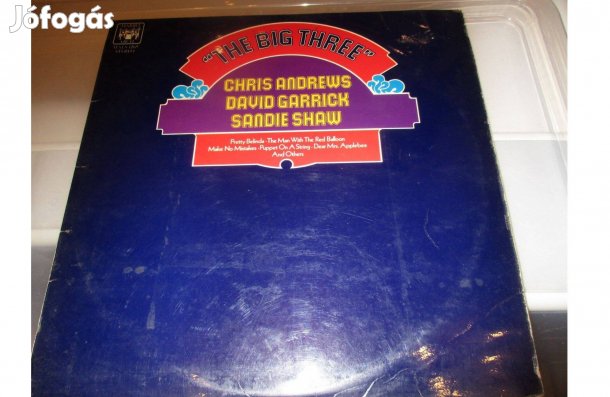 Jófogás
"THE BIG THREE"
CHRIS ANDREWS
DAVID GARRICK
SANDIE SHAW
Pretty Belinda · The Man With The Red Balloon
Make No Mistakes · Puppet On A String · Dear Mrs. Applebee
And Others